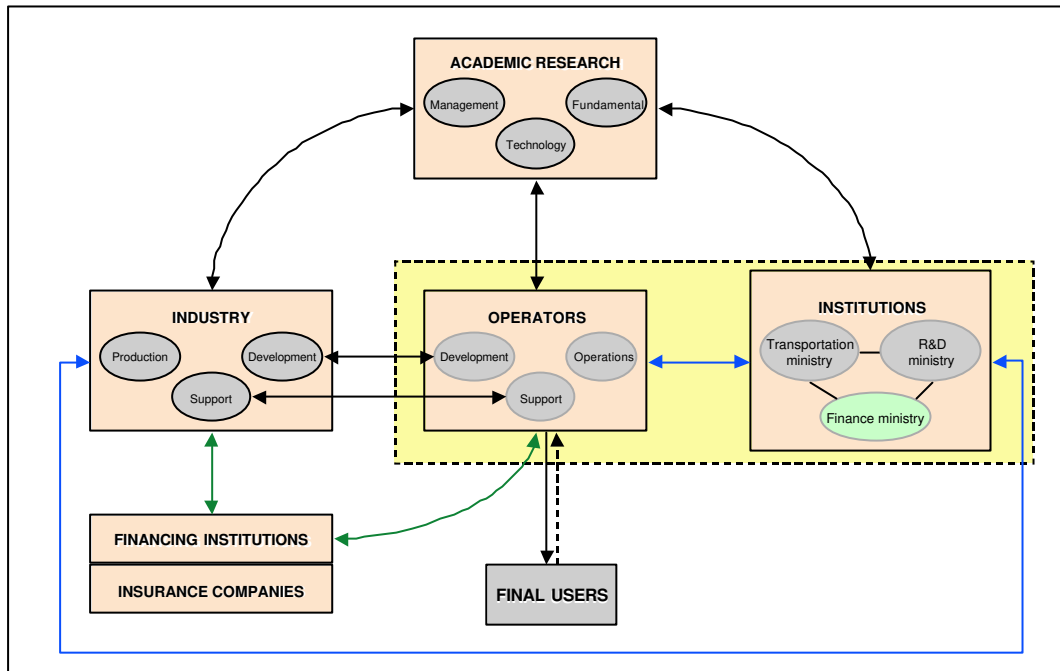 ACADEMIC RESEARCH
Management
Fundamental
Technology
INDUSTRY
Production
Development
Support
OPERATORS
Development
Operations
Support
INSTITUTIONS
Transportation
ministry
R&D
ministry
Finance ministry
FINANCING INSTITUTIONS
INSURANCE COMPANIES
FINAL USERS